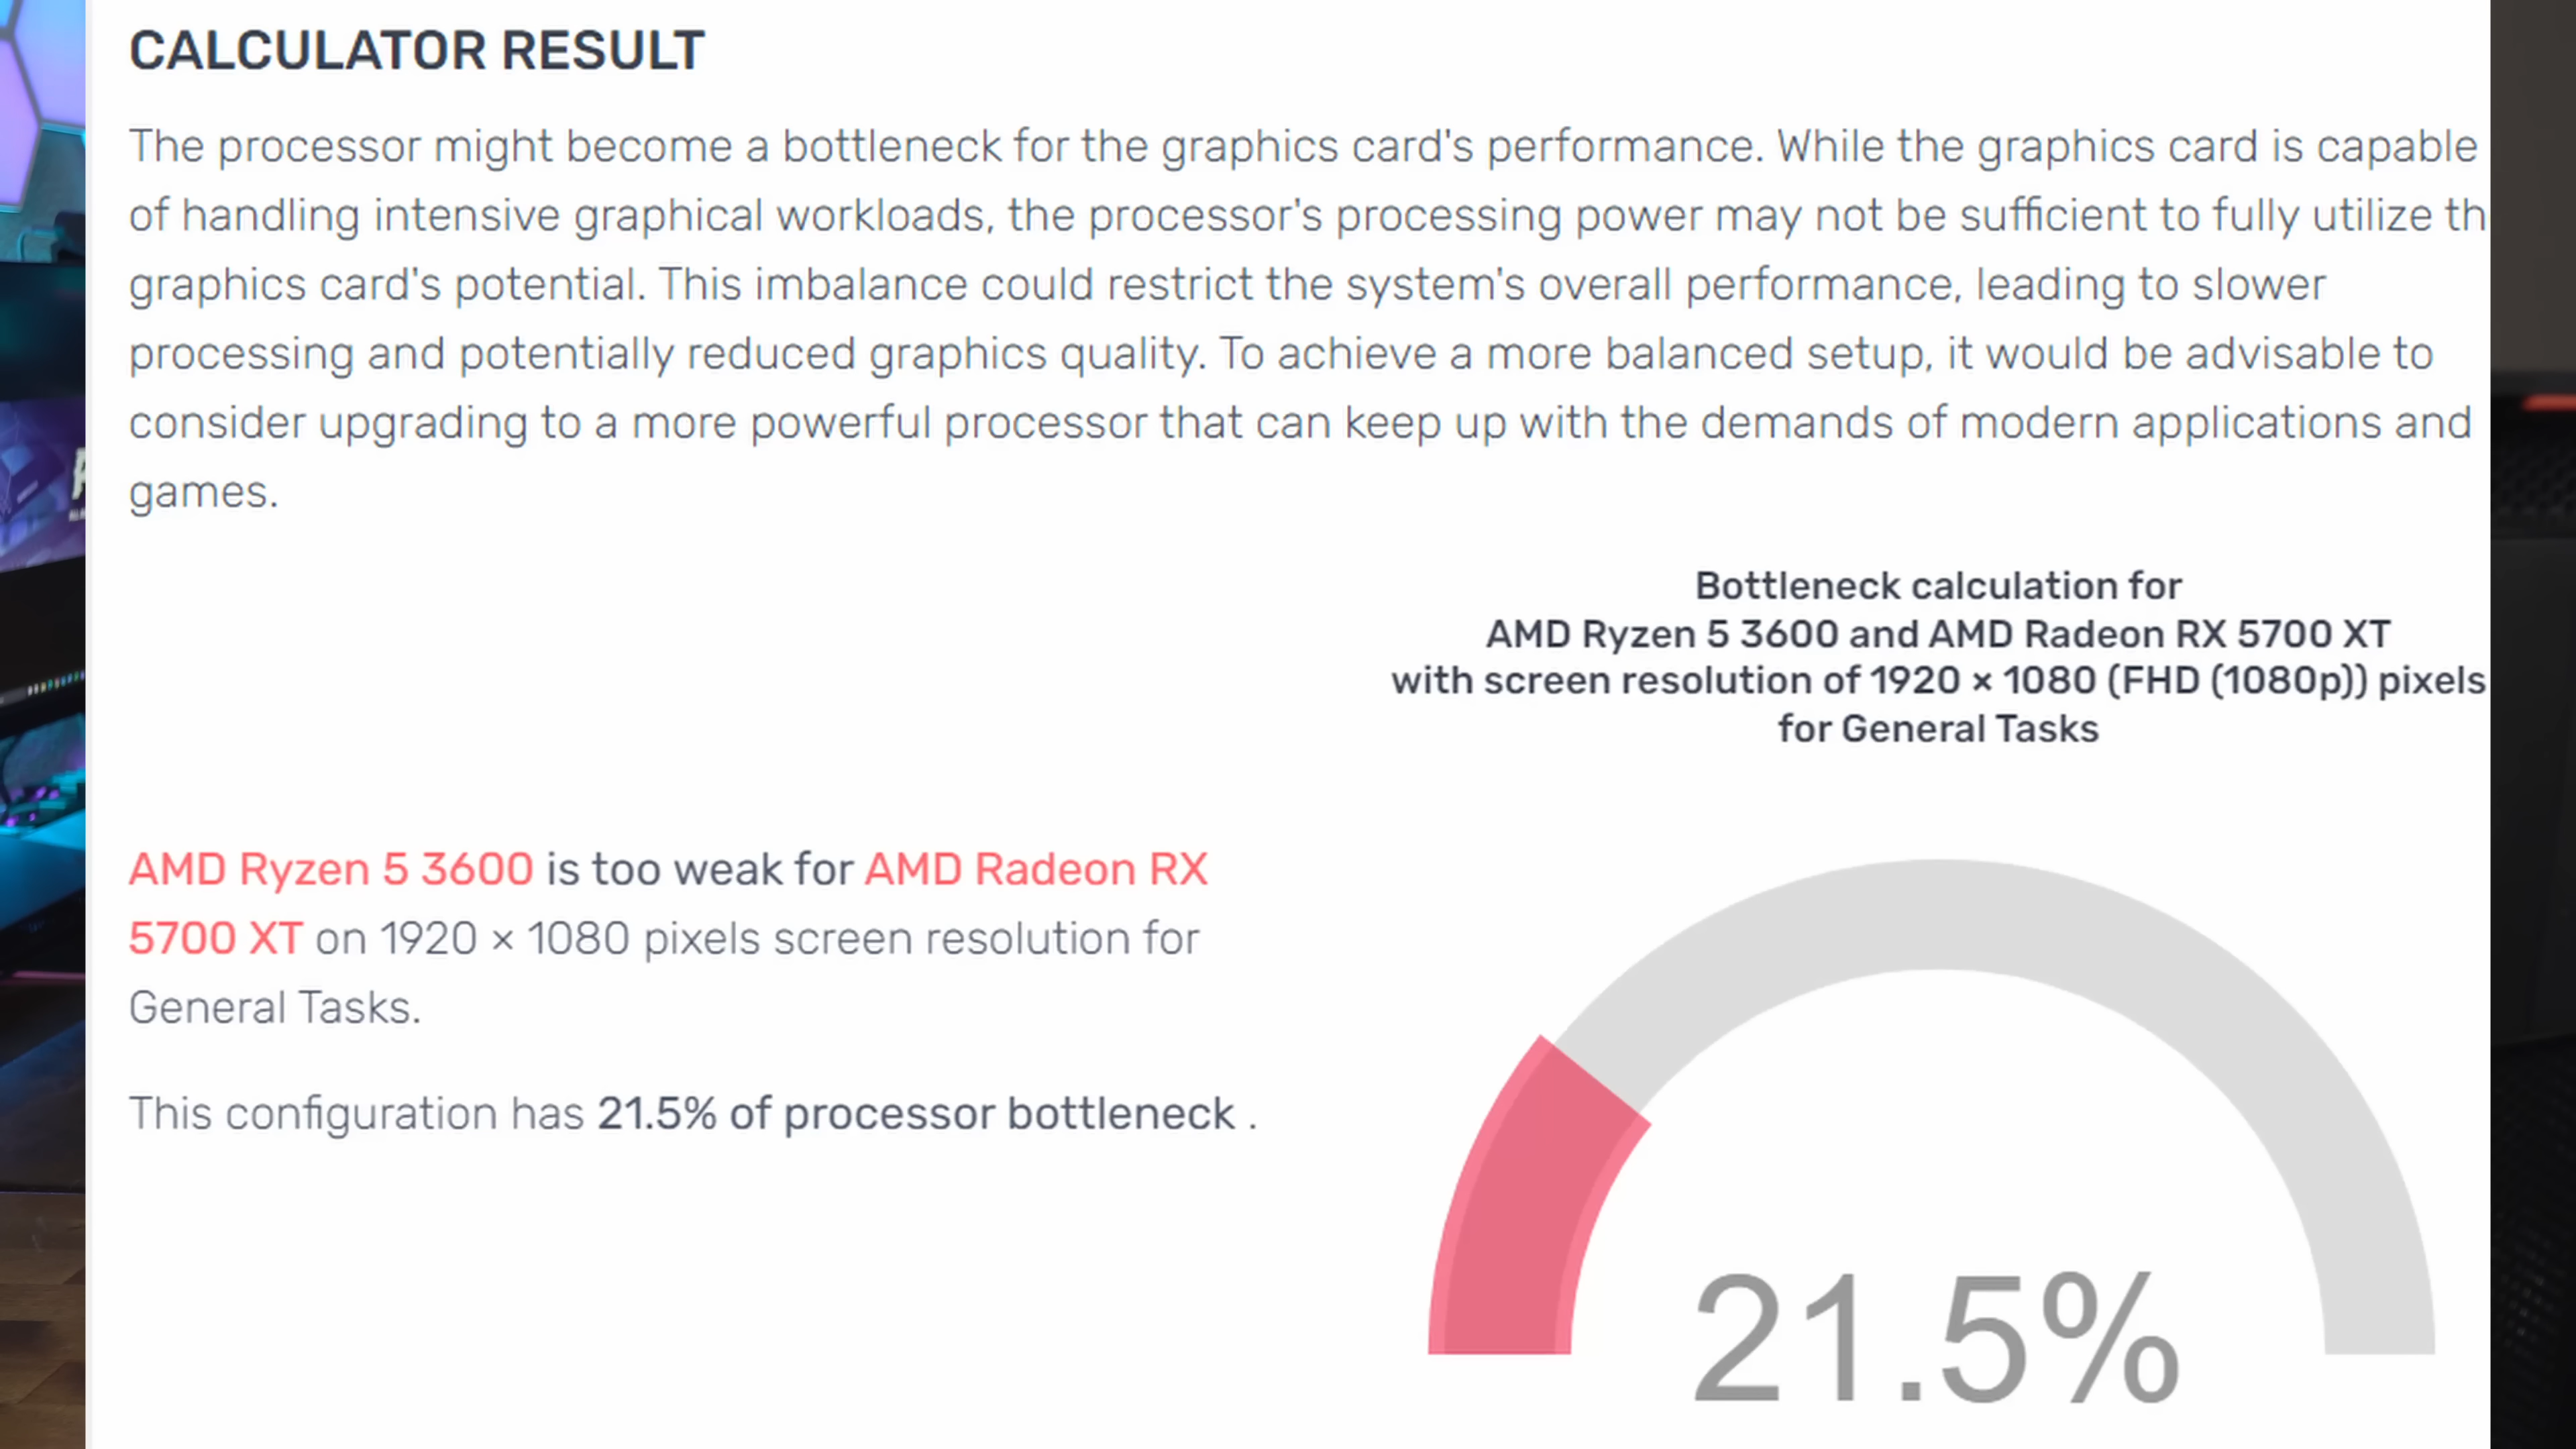 CALCULATOR RESULT
The processor might become a bottleneck for the graphics card's performance. While the graphics card is capable
of handling intensive graphical workloads, the processor's processing power may not be sufficient to fully utilize th
graphics card's potential. This imbalance could restrict the system's overall performance, leading to slower
processing and potentially reduced graphics quality. To achieve a more balanced setup, it would be advisable to
consider upgrading to a more powerful processor that can keep up with the demands of modern applications and
games.
Bottleneck calculation for
AMD Ryzen 5 3600 and AMD Radeon RX 5700 XT
with screen resolution of 1920 × 1080 (FHD (1080p)) pixels
for General Tasks
AMD Ryzen 5 3600 is too weak for AMD Radeon RX
5700 XT on 1920 × 1080 pixels screen resolution for
General Tasks.
This configuration has 21.5% of processor bottleneck .
21.5%